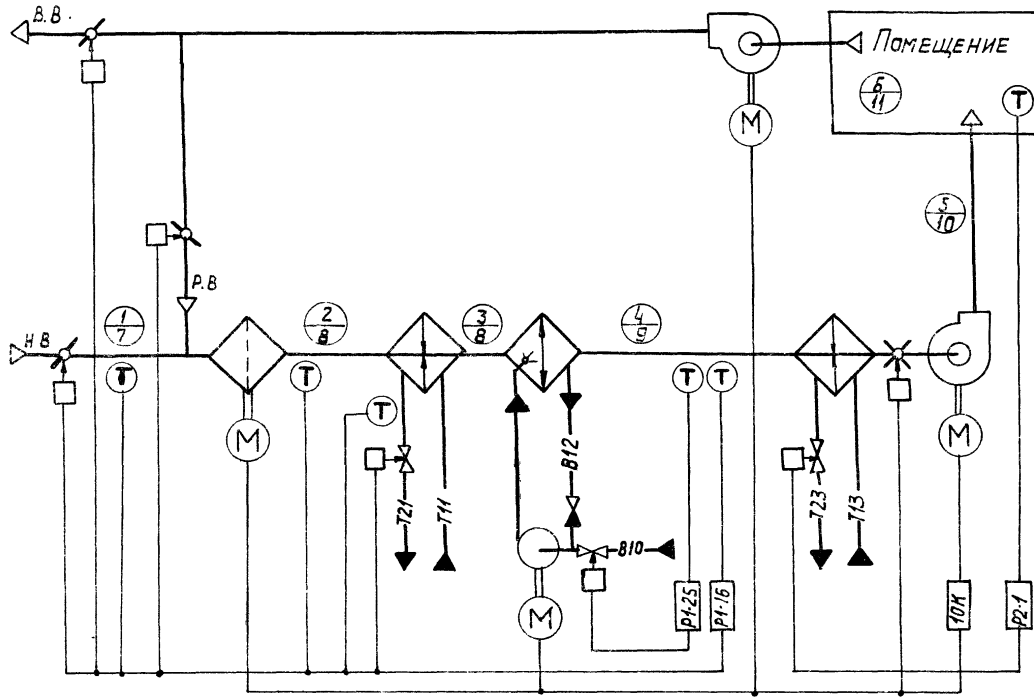 В.В.
Помещение
Б
11
Т
М
5
10
Р.В
Н В
1
7
2
8
3
8
4
9
Т
Т
Т
Т
Т
М
М
В12
Т21
Т11
Т23
Т13
В10
М
Р1-25
Р1-16
10К
Р2-1